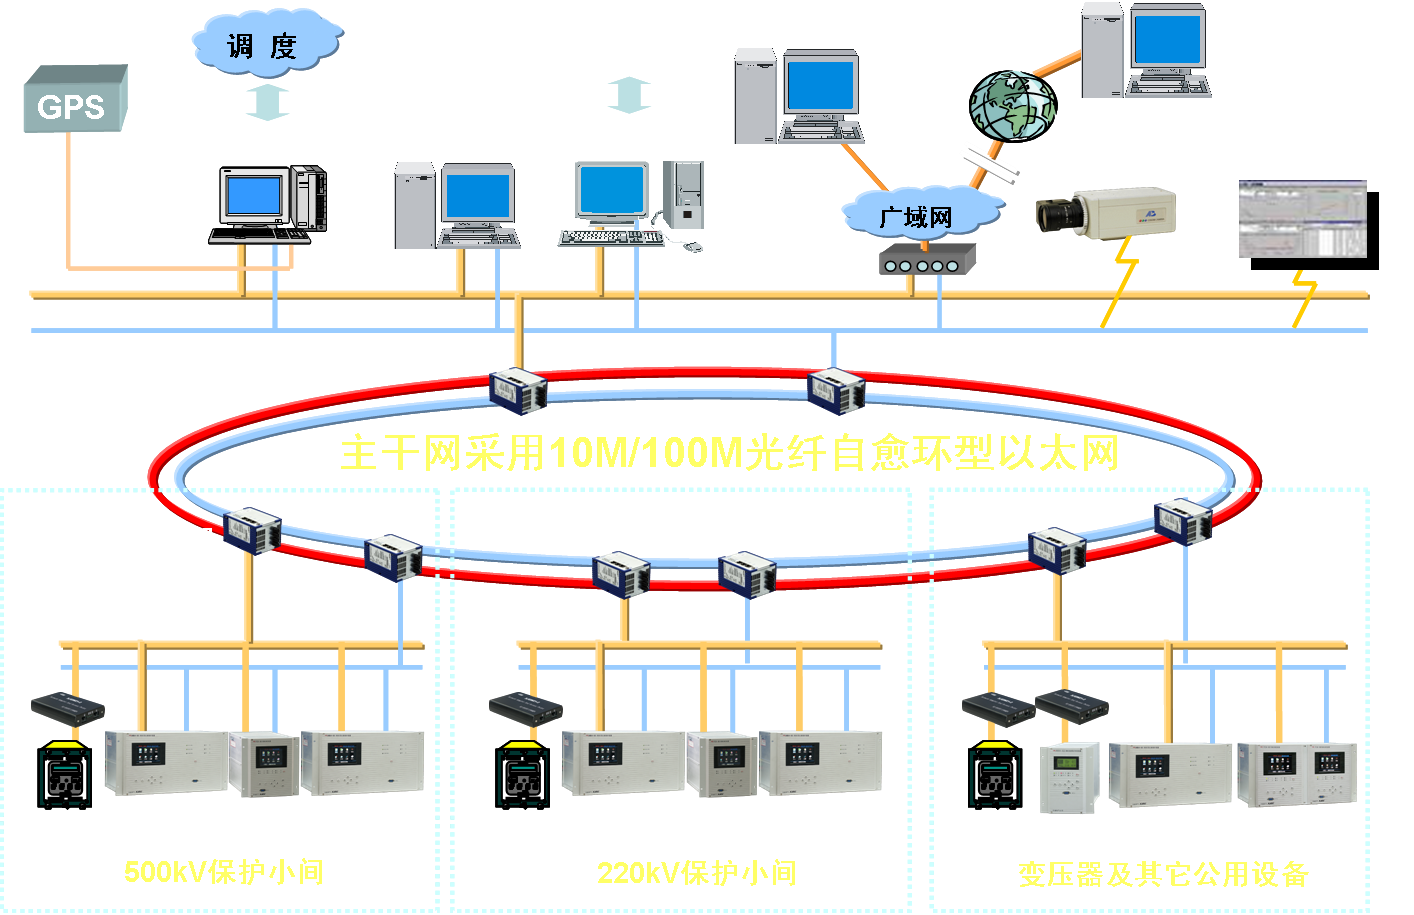 调 度
GPS
广域网
主干网采用10M/100M光纤自愈环型以太网
500kV保护小间
220kV保护小间
变压器及其它公用设备